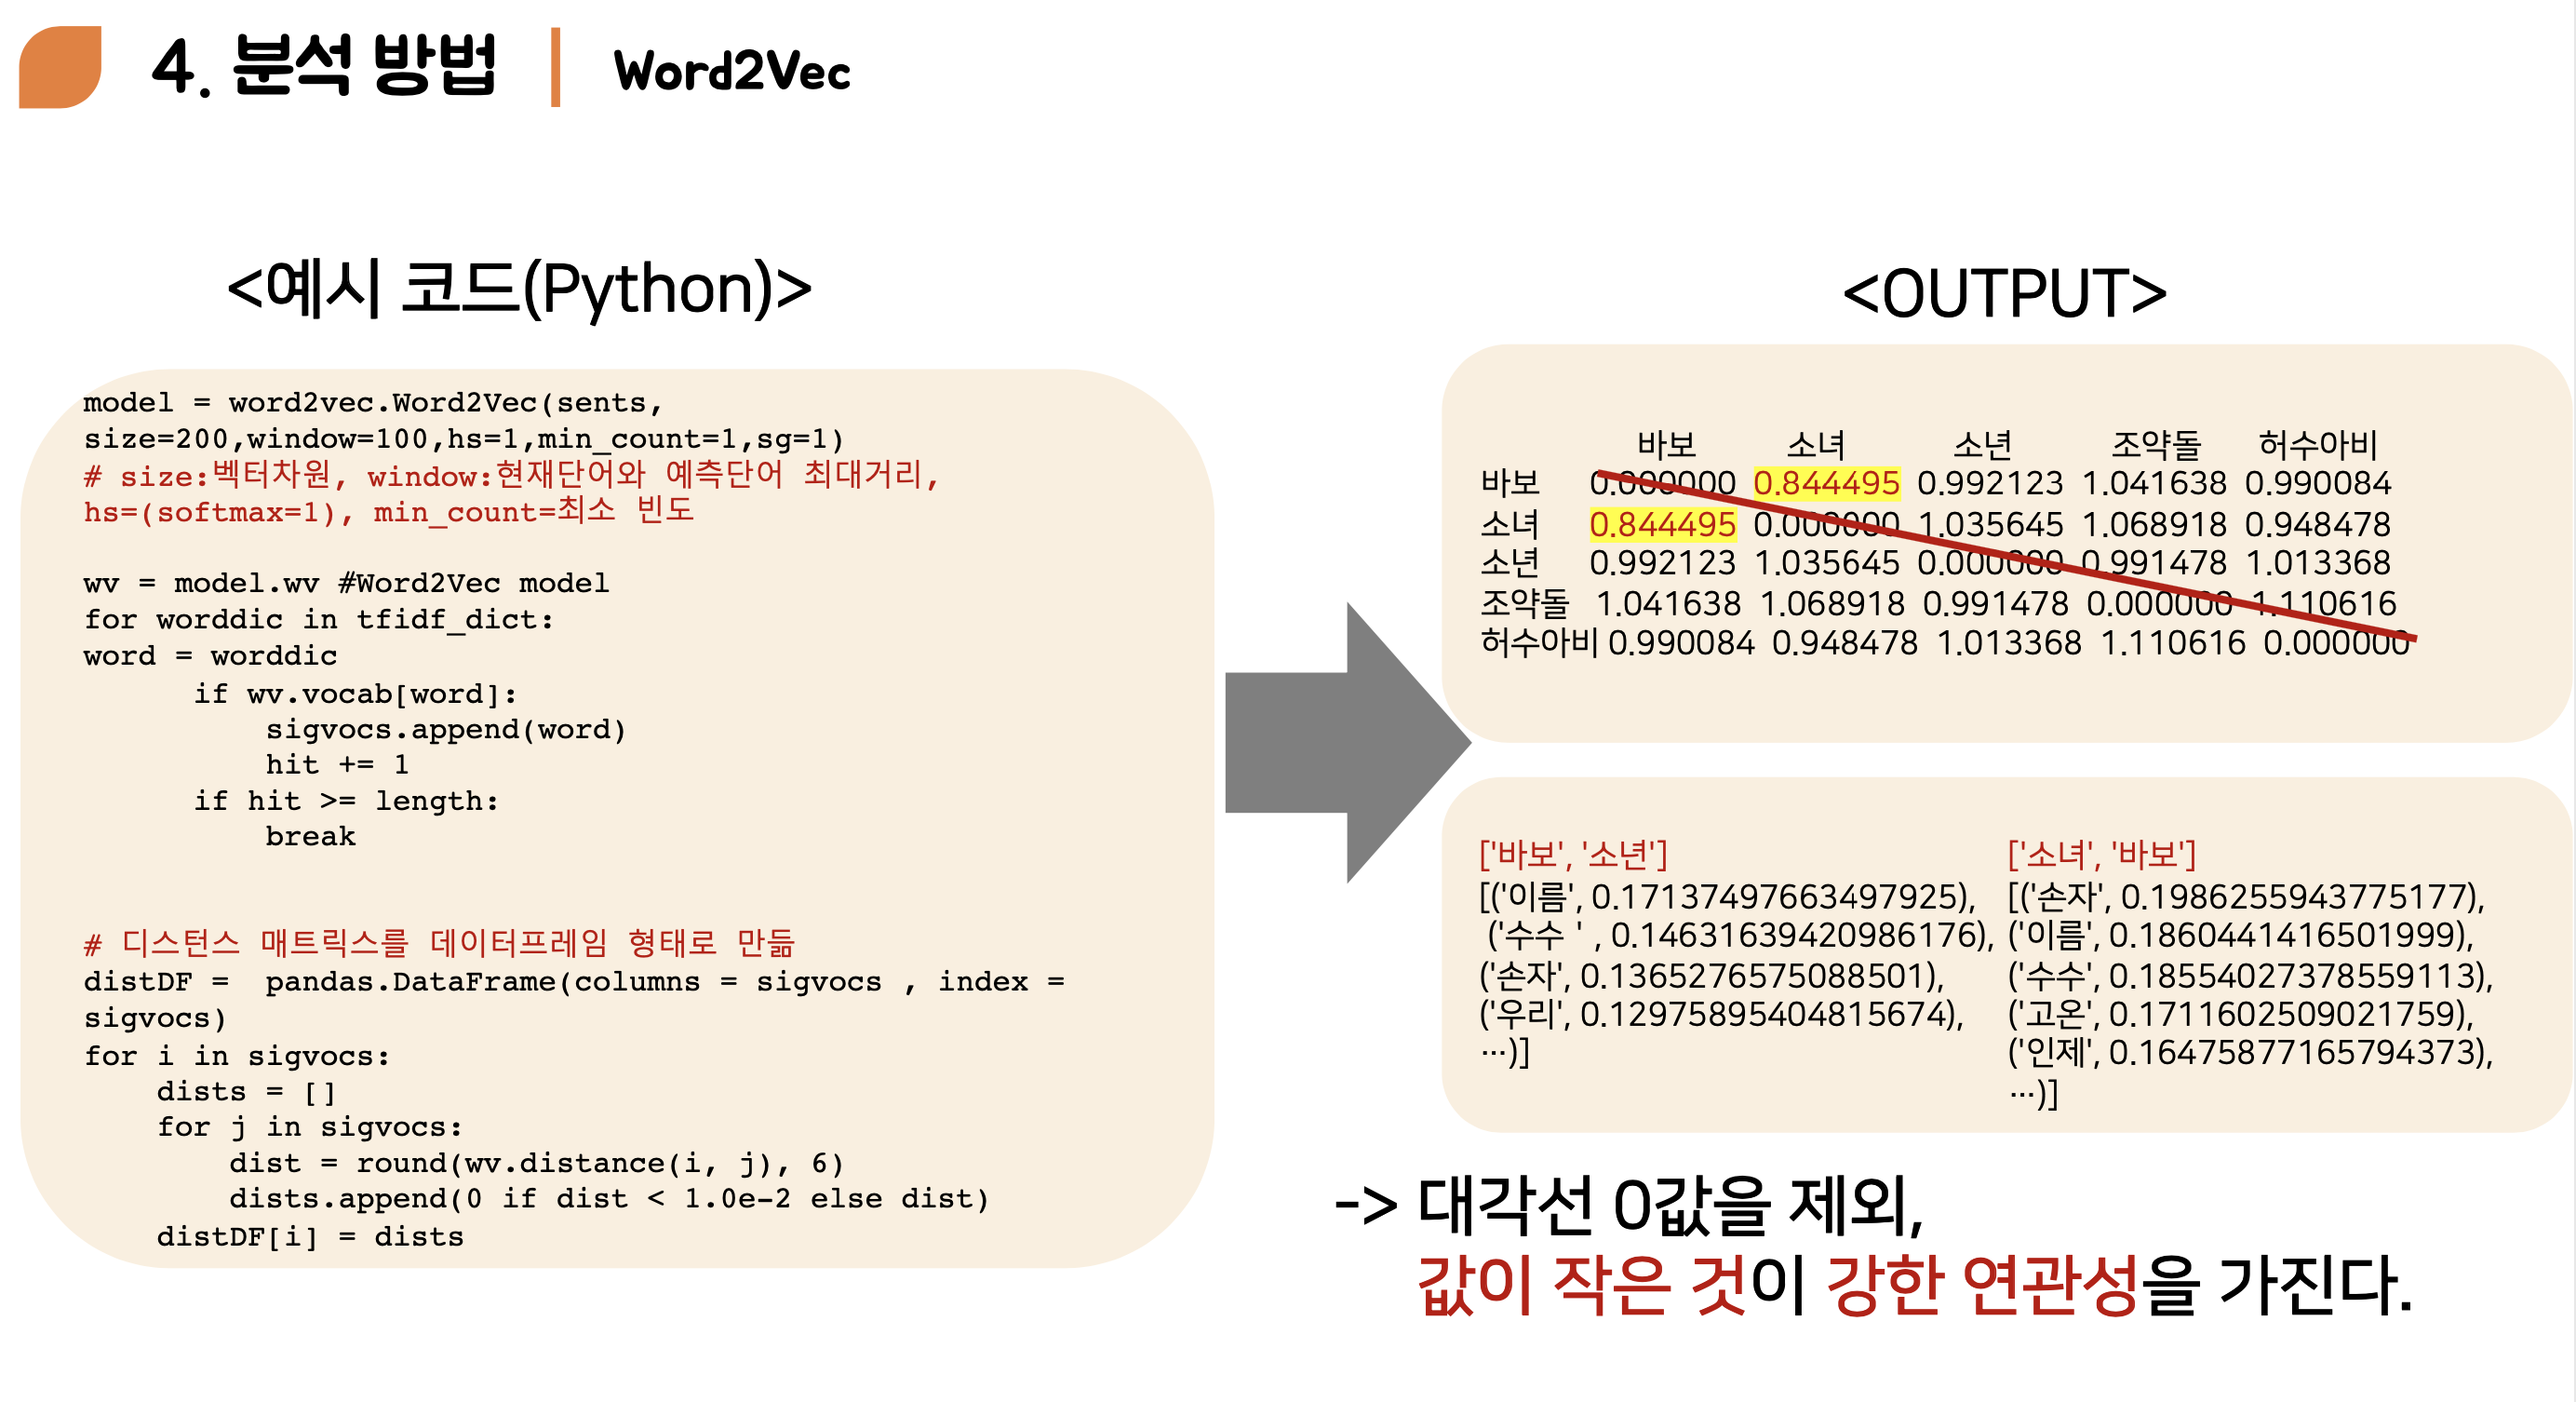 4. 분석 방법 Word2Vec
<예시 코드(Python)>
model = word2vec.Word2Vec(sents,
size=200,window=100,hs=1,min_count=1,sg=1)
# size:벡터차원, window:현재단어와 예측단어 최대거리,
hs=(softmax=1), min_count=최소 빈도
wv = model.wv #Word2Vec model
for worddic in tfidf_dict:
word = worddic
if wv.vocab[word]:
sigvocs.append(word)
hit += 1
if hit >= length:
break
# 디스턴스 매트릭스를 데이터프레임 형태로 만듦
distDF = pandas.DataFrame(columns = sigvocs , index =
sigvocs)
for i in sigvocs:
dists = []
for j in sigvocs:
dist = round(wv.distance(i, j), 6)
dists.append(0 if dist < 1.0e-2 else dist)
distDF[i] = dists
<OUTPUT>
바보 소녀 소년 조약돌 허수아비
바보 0.000000 0.844495 0.992123 1.041638 0.990084
소녀 0.844495 0.000000 1.035645 1.068918 0.948478
소년 0.992123 1.035645 0.000000 0.991478 1.013368
조약돌 1.041638 1.068918 0.991478 0.000000 1.110616
허수아비 0.990084 0.948478 1.013368 1.110616 0.000000
['바보', '소년']
[('이름', 0.17137497663497925),
('수수 ' , 0.14631639420986176),
('손자', 0.1365276575088501),
('우리', 0.12975895404815674),
…)]
['소녀', '바보']
[('손자', 0.1986255943775177),
('이름', 0.1860441416501999),
('수수', 0.18554027378559113),
('고온', 0.1711602509021759),
('인제', 0.16475877165794373),
…)]
-> 대각선 0값을 제외,
값이 작은 것이 강한 연관성을 가진다.